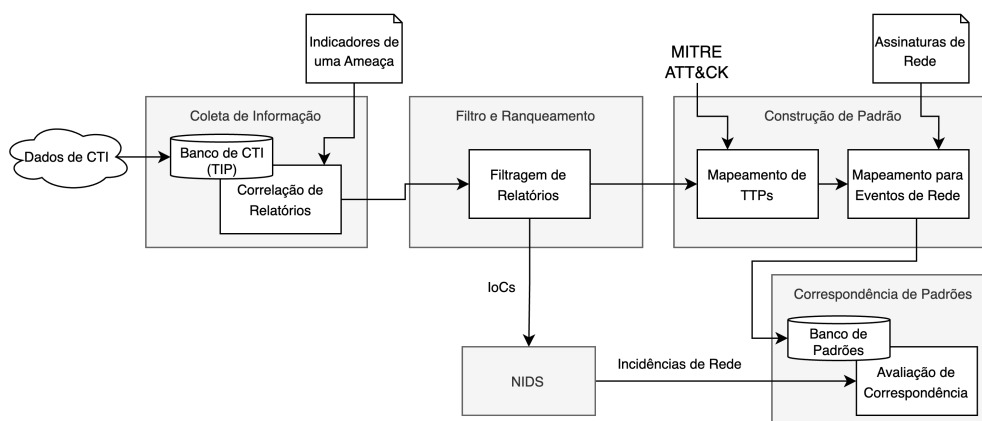 Indicadores de
uma Ameaça
MITRE
ATT&CK
Assinaturas de
Rede
Coleta de Informação
Filtro e Ranqueamento
Construção de Padrão
Dados de CTI
Banco de CTI
(TIP)
Correlação de
Relatórios
Filtragem de
Relatórios
Mapeamento de
TTPs
Mapeamento para
Eventos de Rede
IoCs
Correspondência de Padrões
Banco de
Padrões
NIDS
Incidências de Rede
Avaliação de
Correspondência